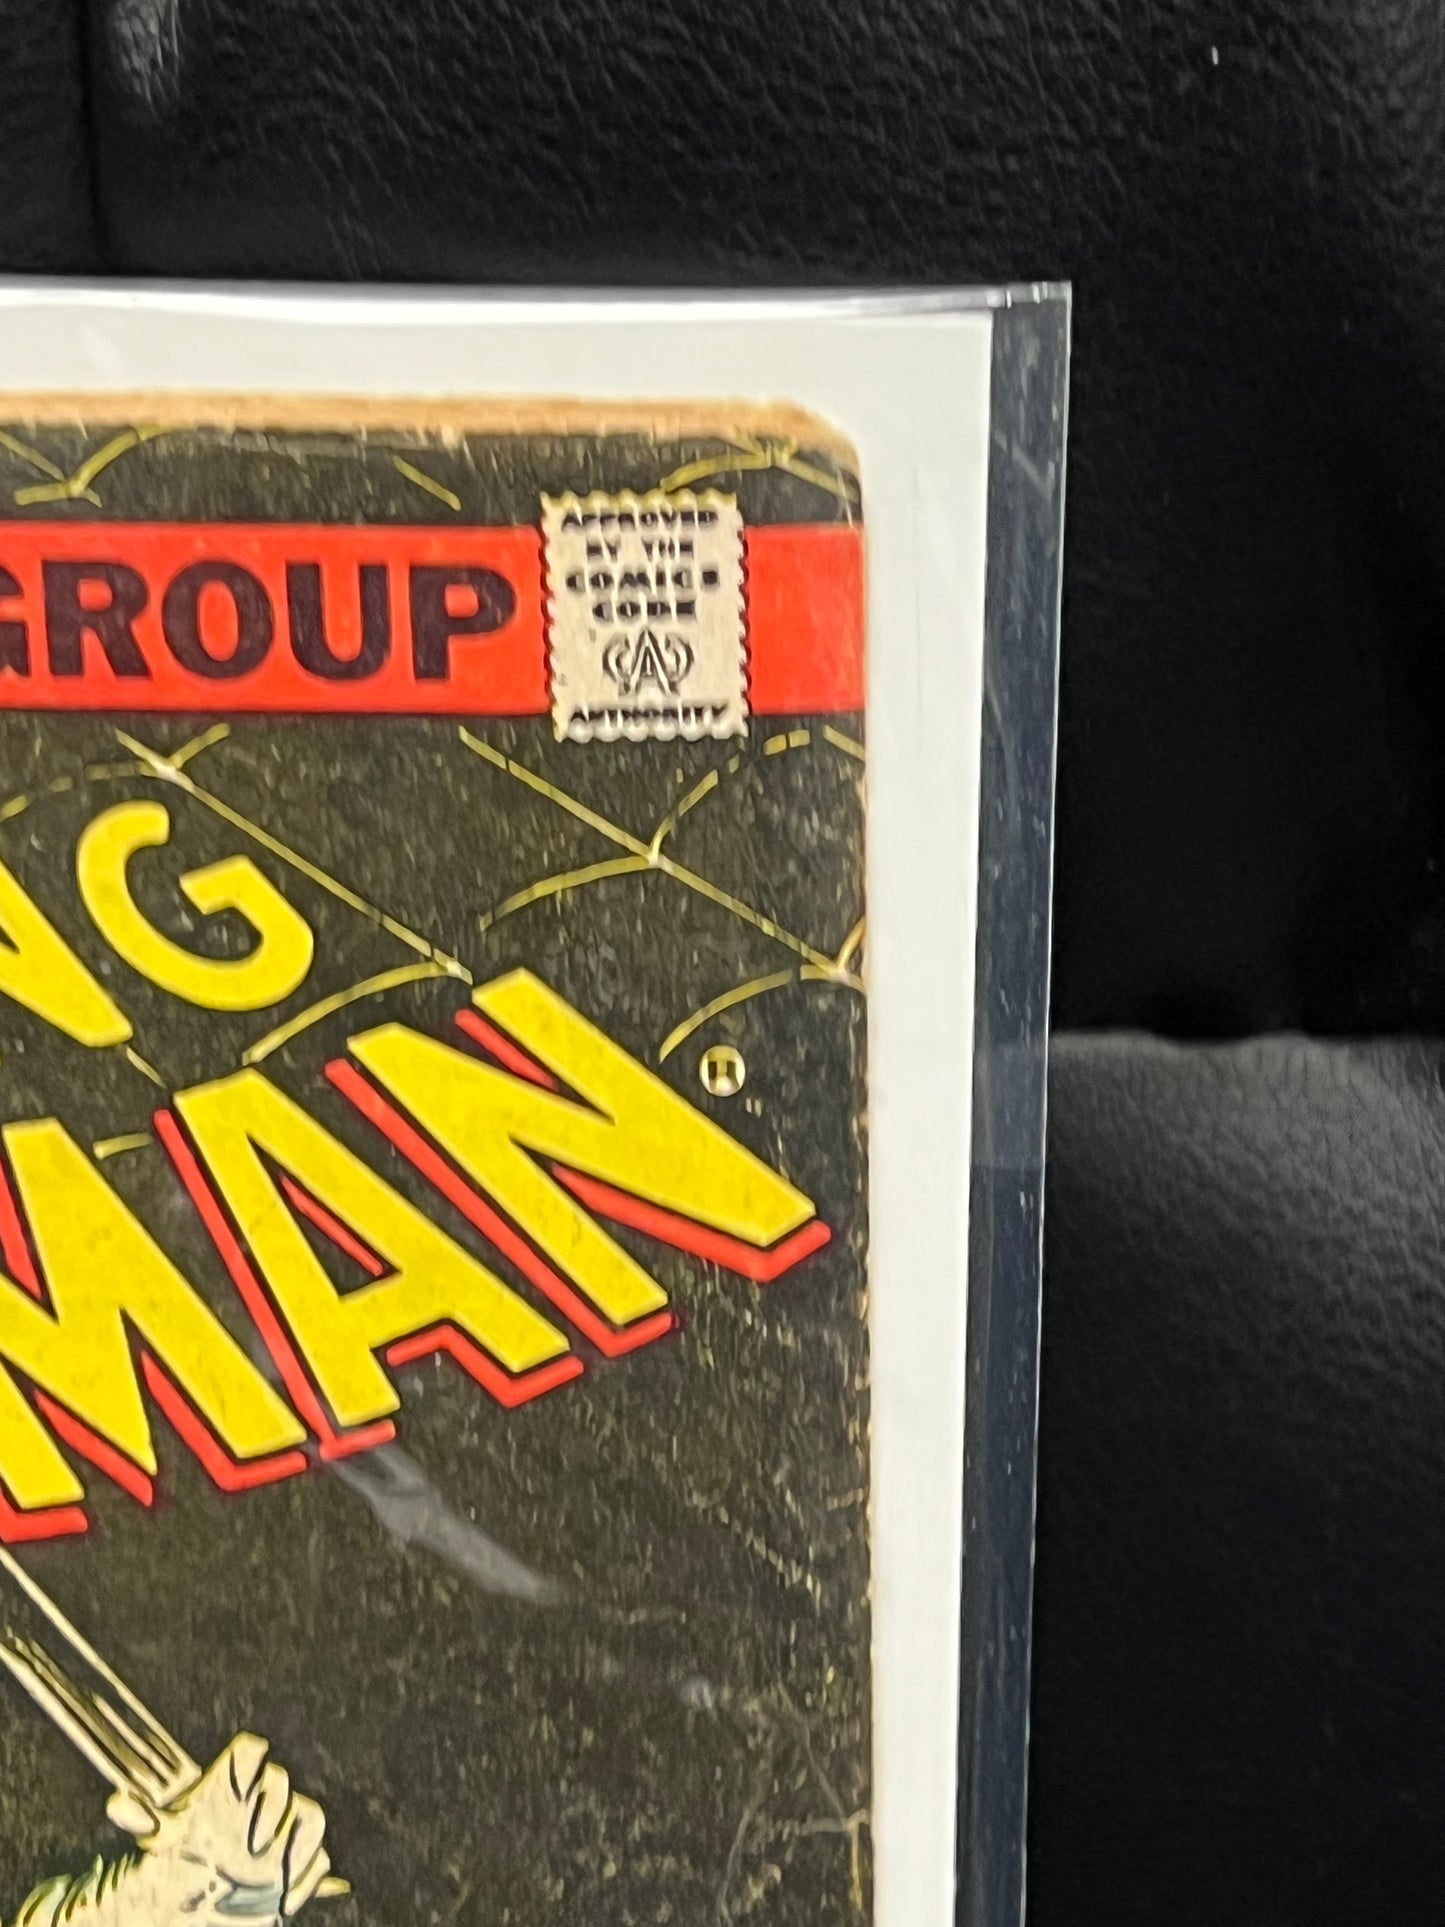 GROUP
APPROVED
BY THE
COMICS
CODE
A
AUTHORITY
NG
MAN